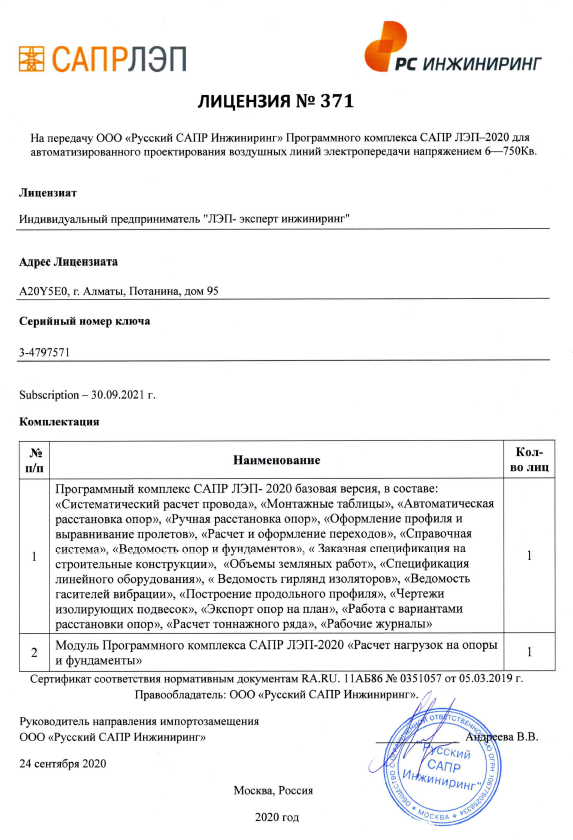 САПРЛЭП
РС ИНЖИНИРИНГ
ЛИЦЕНЗИЯ № 371
На передачу ООО «Русский САПР Инжиниринг» Программного комплекса САПР ЛЭП–2020 для
автоматизированного проектирования воздушных линий электропередачи напряжением 6—750Кв.
Лицензиат
Индивидуальный предприниматель "ЛЭП- эксперт инжиниринг"
Адрес Лицензиата
A20Y5E0, г. Алматы, Потанина, дом 95
Серийный номер ключа
3-4797571
Subscription – 30.09.2021 г.
Комплектация
№ п/п
Наименование
Кол-во лиц
1
Программный комплекс САПР ЛЭП- 2020 базовая версия, в составе:
«Систематический расчет провода», «Монтажные таблицы», «Автоматическая
расстановка опор», «Ручная расстановка опор», «Оформление профиля и
выравнивание пролетов», «Расчет и оформление переходов», «Справочная
система», «Ведомость опор и фундаментов», « Заказная спецификация на
строительные конструкции», «Объемы земляных работ», «Спецификация
линейного оборудования», « Ведомость гирлянд изоляторов», «Ведомость
гасителей вибрации», «Построение продольного профиля», «Чертежи
изолирующих подвесок», «Экспорт опор на план», «Работа с вариантами
расстановки опор», «Расчет тоннажного ряда», «Рабочие журналы»
1
2
Модуль Программного комплекса САПР ЛЭП-2020 «Расчет нагрузок на опоры
и фундаменты»
1
Сертификат соответствия нормативным документам RA.RU. 11АБ86 № 0351057 от 05.03.2019 г.
Правообладатель: ООО «Русский САПР Инжиниринг».
Руководитель направления импортозамещения
ООО «Русский САПР Инжиниринг»
Андреева В.В.
24 сентября 2020
"Русский
САПР
Инжиниринг"
★ МОСКВА ★
Москва, Россия
2020 год